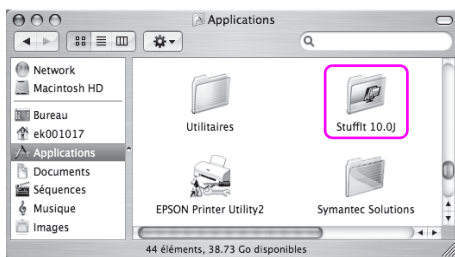 Applications
Network
Macintosh HD
Bureau
ek001017
Applications
Documents
Séquences
Musique
Images
Utilitaires
StuffIt 10.0J
EPSON Printer Utility2
Symantec Solutions
44 éléments, 38.73 Go disponibles